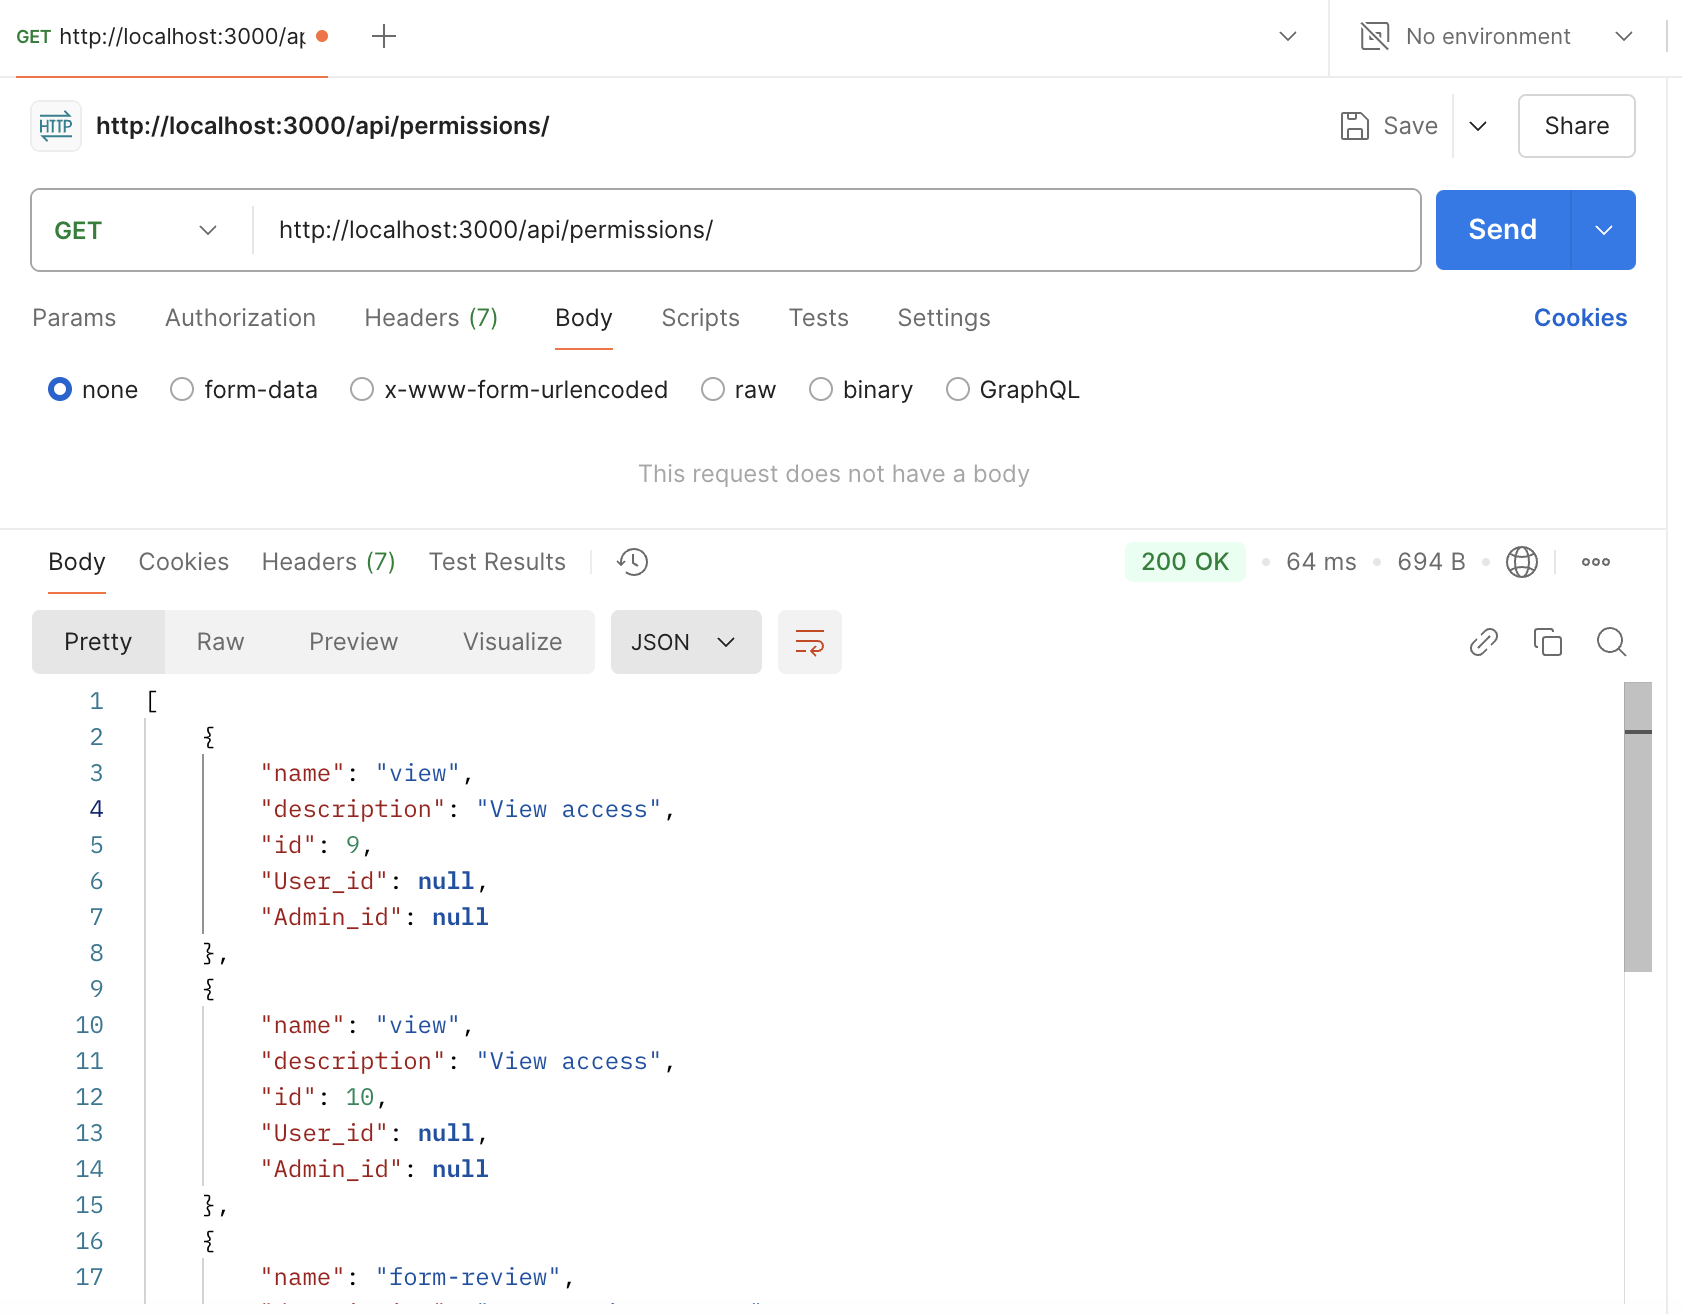 GET http://localhost:3000/ap
No environment
HTTP http://localhost:3000/api/permissions/
Save
Share
GET http://localhost:3000/api/permissions/
Send
Params Authorization Headers (7) Body Scripts Tests Settings Cookies
none form-data x-www-form-urlencoded raw binary GraphQL
This request does not have a body
Body Cookies Headers (7) Test Results 200 OK 64 ms 694 B
Pretty Raw Preview Visualize JSON
1 [
2 {
3 "name": "view",
4 "description": "View access",
5 "id": 9,
6 "User_id": null,
7 "Admin_id": null
8 },
9 {
10 "name": "view",
11 "description": "View access",
12 "id": 10,
13 "User_id": null,
14 "Admin_id": null
15 },
16 {
17 "name": "form-review",